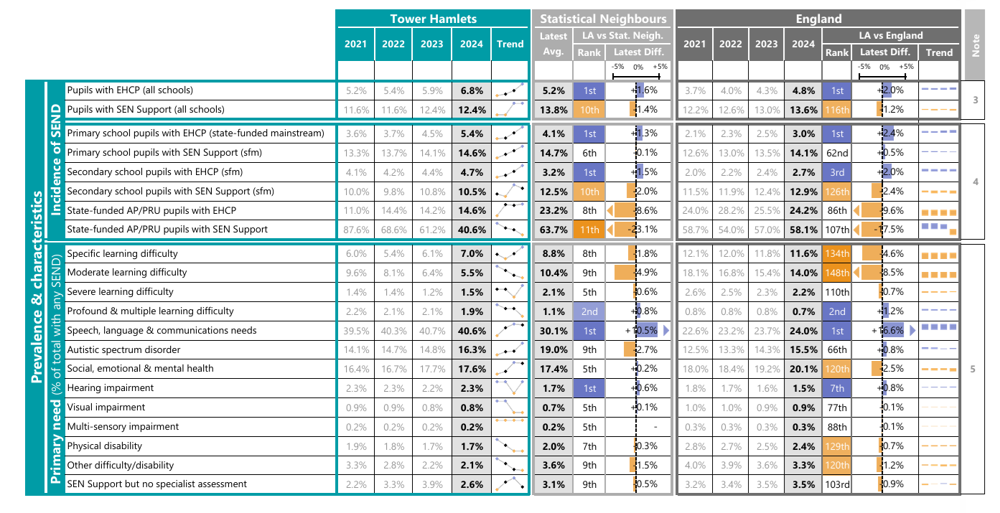 Tower Hamlets Statistical Neighbours England Note
2021 2022 2023 2024 Trend Latest Avg. LA vs Stat. Neigh. 2021 2022 2023 2024 LA vs England
Rank Latest Diff. Rank Latest Diff. Trend
-5% 0% +5% -5% 0% +5%
Prevalence & characteristics
Incidence of SEND
Pupils with EHCP (all schools) 5.2% 5.4% 5.9% 6.8% 5.2% 1st +1.6% 3.7% 4.0% 4.3% 4.8% 1st +2.0% 3
Pupils with SEN Support (all schools) 11.6% 11.6% 12.4% 12.4% 13.8% 10th -1.4% 12.2% 12.6% 13.0% 13.6% 116th -1.2%
Primary school pupils with EHCP (state-funded mainstream) 3.6% 3.7% 4.5% 5.4% 4.1% 1st +1.3% 2.1% 2.3% 2.5% 3.0% 1st +2.4% 4
Primary school pupils with SEN Support (sfm) 13.3% 13.7% 14.1% 14.6% 14.7% 6th -0.1% 12.6% 13.0% 13.5% 14.1% 62nd +0.5%
Secondary school pupils with EHCP (sfm) 4.1% 4.2% 4.4% 4.7% 3.2% 1st +1.5% 2.0% 2.2% 2.4% 2.7% 3rd +2.0%
Secondary school pupils with SEN Support (sfm) 10.0% 9.8% 10.8% 10.5% 12.5% 10th -2.0% 11.5% 11.9% 12.4% 12.9% 126th -2.4%
State-funded AP/PRU pupils with EHCP 11.0% 14.4% 14.2% 14.6% 23.2% 8th -8.6% 24.0% 28.2% 25.5% 24.2% 86th -9.6%
State-funded AP/PRU pupils with SEN Support 87.6% 68.6% 61.2% 40.6% 63.7% 11th -23.1% 58.7% 54.0% 57.0% 58.1% 107th -17.5%
Primary need (% of total with any SEND)
Specific learning difficulty 6.0% 5.4% 6.1% 7.0% 8.8% 8th -1.8% 12.1% 12.0% 11.8% 11.6% 134th -4.6% 5
Moderate learning difficulty 9.6% 8.1% 6.4% 5.5% 10.4% 9th -4.9% 18.1% 16.8% 15.4% 14.0% 148th -8.5%
Severe learning difficulty 1.4% 1.4% 1.2% 1.5% 2.1% 5th -0.6% 2.6% 2.5% 2.3% 2.2% 110th -0.7%
Profound & multiple learning difficulty 2.2% 2.1% 2.1% 1.9% 1.1% 2nd +0.8% 0.8% 0.8% 0.8% 0.7% 2nd +1.2%
Speech, language & communications needs 39.5% 40.3% 40.7% 40.6% 30.1% 1st +10.5% 22.6% 23.2% 23.7% 24.0% 1st +16.6%
Autistic spectrum disorder 14.1% 14.7% 14.8% 16.3% 19.0% 9th -2.7% 12.5% 13.3% 14.3% 15.5% 66th +0.8%
Social, emotional & mental health 16.4% 16.7% 17.7% 17.6% 17.4% 5th +0.2% 18.0% 18.4% 19.2% 20.1% 120th -2.5%
Hearing impairment 2.3% 2.3% 2.2% 2.3% 1.7% 1st +0.6% 1.8% 1.7% 1.6% 1.5% 7th +0.8%
Visual impairment 0.9% 0.9% 0.8% 0.8% 0.7% 5th +0.1% 1.0% 1.0% 0.9% 0.9% 77th -0.1%
Multi-sensory impairment 0.2% 0.2% 0.2% 0.2% 0.2% 5th - 0.3% 0.3% 0.3% 0.3% 88th -0.1%
Physical disability 1.9% 1.8% 1.7% 1.7% 2.0% 7th -0.3% 2.8% 2.7% 2.5% 2.4% 129th -0.7%
Other difficulty/disability 3.3% 2.8% 2.2% 2.1% 3.6% 9th -1.5% 4.0% 3.9% 3.6% 3.3% 120th -1.2%
SEN Support but no specialist assessment 2.2% 3.3% 3.9% 2.6% 3.1% 9th -0.5% 3.2% 3.4% 3.5% 3.5% 103rd -0.9%